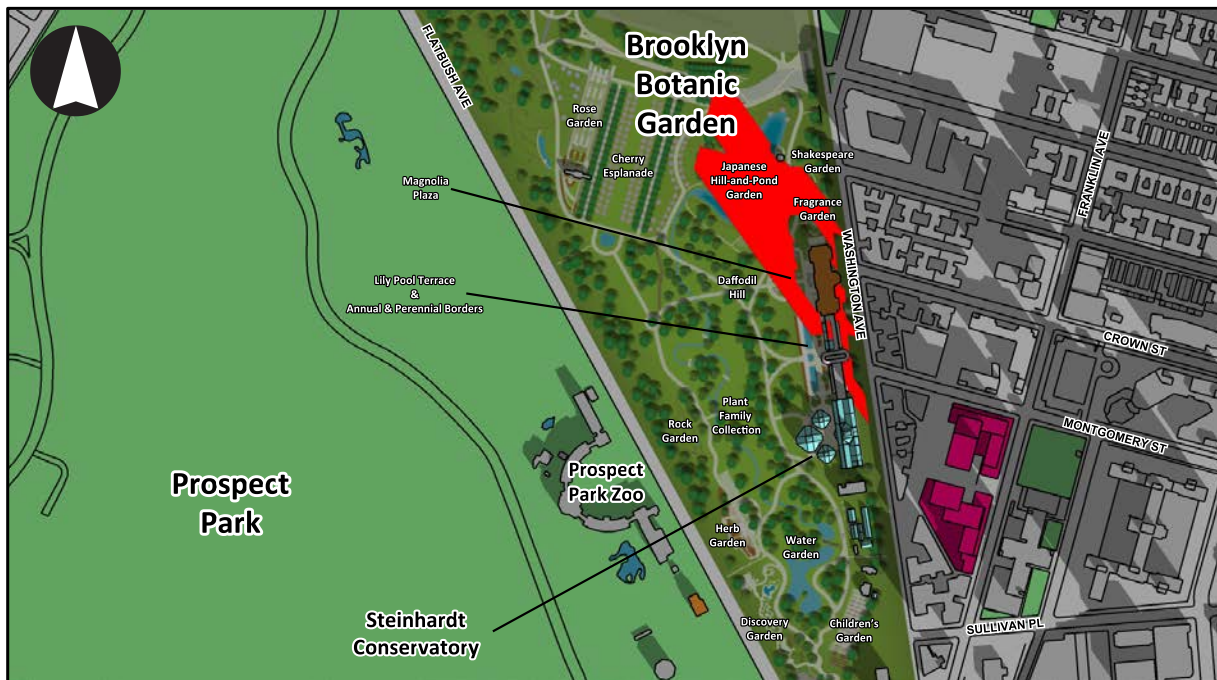 FLATBUSH AVE
Brooklyn
Botanic
Garden
Rose
Garden
Cherry
Esplanade
Japanese
Hill-and-Pond
Garden
Shakespeare
Garden
Fragrance
Garden
FRANKLIN AVE
Magnolia
Plaza
WASHINGTON AVE
Lily Pool Terrace
&
Annual & Perennial Borders
Daffodil
Hill
CROWN ST
Plant
Family
Collection
Rock
Garden
MONTGOMERY ST
Prospect
Park
Prospect
Park Zoo
Herb
Garden
Water
Garden
Steinhardt
Conservatory
Discovery
Garden
Children's
Garden
SULLIVAN PL